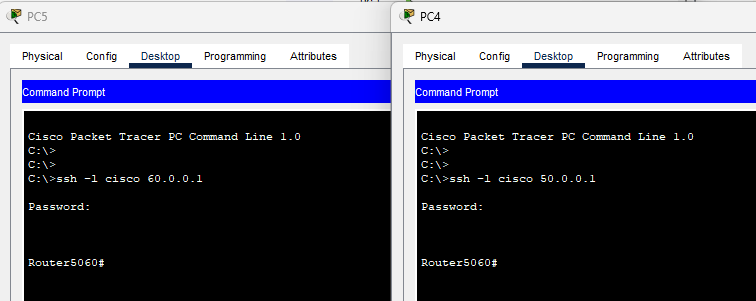 PC5
Physical Config Desktop Programming Attributes
Command Prompt
Cisco Packet Tracer PC Command Line 1.0
C:\>
C:\>
C:\>ssh -l cisco 60.0.0.1
Password:
Router5060#
PC4
Physical Config Desktop Programming Attributes
Command Prompt
Cisco Packet Tracer PC Command Line 1.0
C:\>
C:\>
C:\>ssh -l cisco 50.0.0.1
Password:
Router5060#